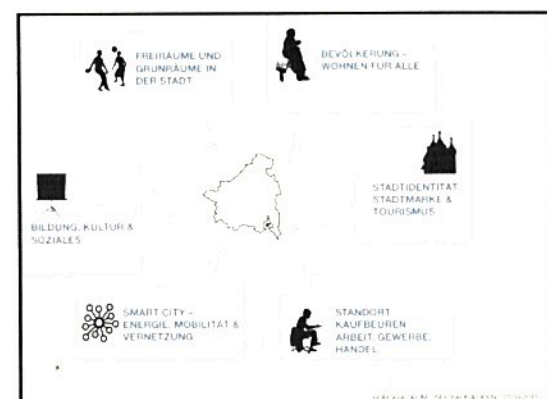 FREIRÄUME UND
GRÜNRÄUME IN
DER STADT
BEVÖLKERUNG –
WOHNEN FÜR ALLE
STADTIDENTITÄT
STADTMARKE &
TOURISMUS
BILDUNG, KULTUR &
SOZIALES
SMART CITY –
ENERGIE, MOBILITÄT &
VERNETZUNG
STANDORT
KAUFBEUREN
ARBEIT, GEWERBE,
HANDEL